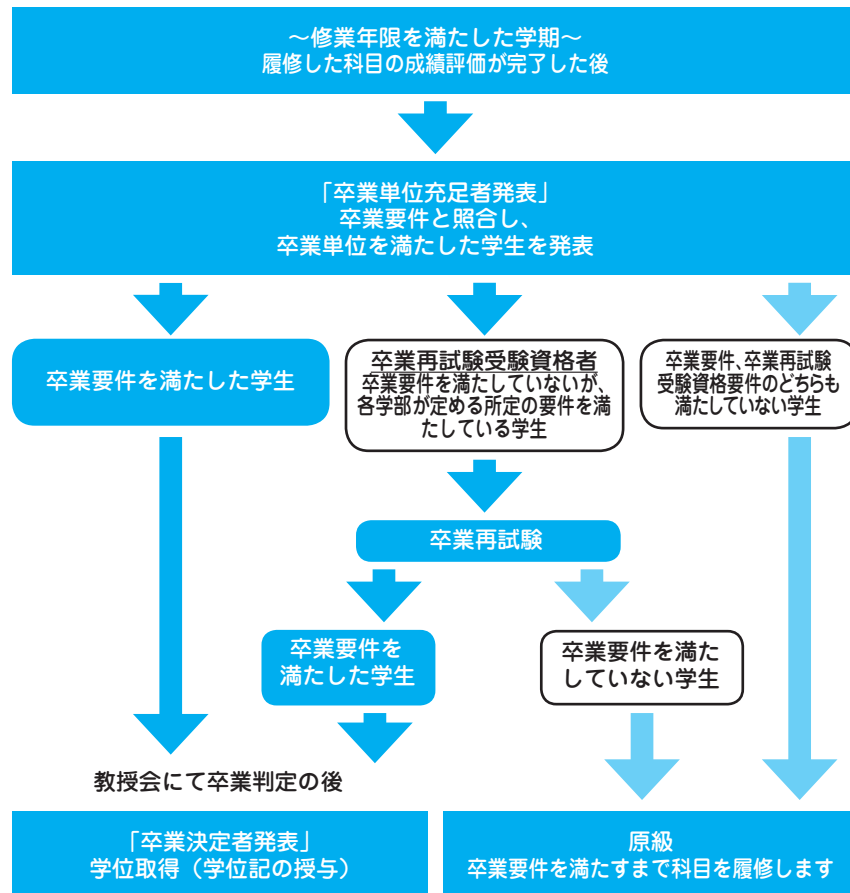 ～修業年限を満たした学期～
履修した科目の成績評価が完了した後
「卒業単位充足者発表」
卒業要件と照合し、
卒業単位を満たした学生を発表
卒業要件を満たした学生
卒業再試験受験資格者
卒業要件を満たしていないが、
各学部が定める所定の要件を満
たしている学生
卒業要件、卒業再試験
受験資格要件のどちらも
満たしていない学生
卒業再試験
卒業要件を
満たした学生
卒業要件を満た
していない学生
教授会にて卒業判定の後
「卒業決定者発表」
学位取得（学位記の授与）
原級
卒業要件を満たすまで科目を履修します